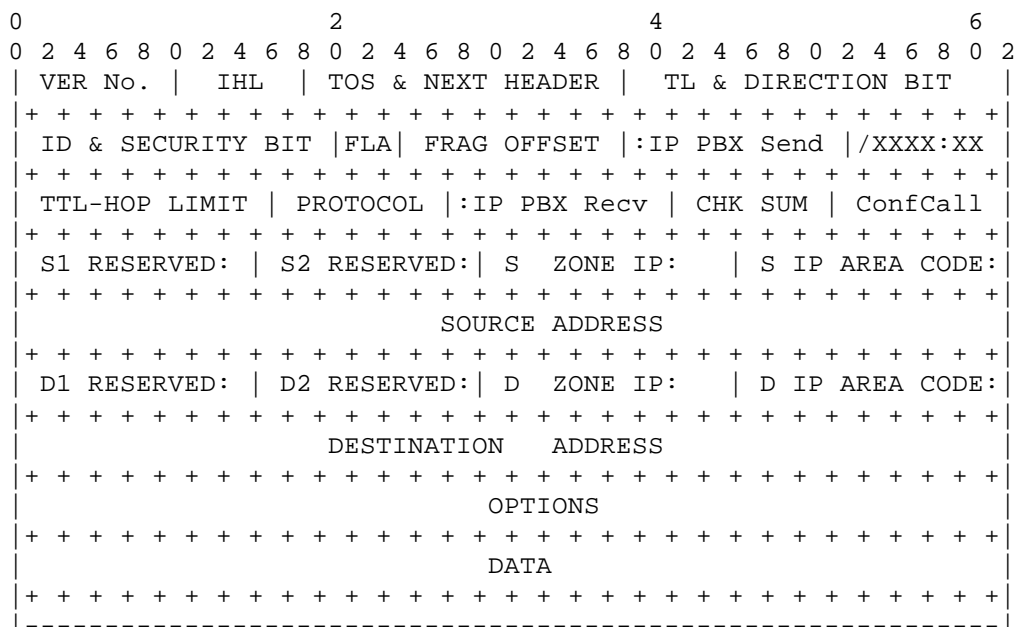 0                   2                   4                   6
0 2 4 6 8 0 2 4 6 8 0 2 4 6 8 0 2 4 6 8 0 2 4 6 8 0 2 4 6 8 0 2
| VER No. |  IHL  | TOS & NEXT HEADER |  TL & DIRECTION BIT   |
|+ + + + + + + + + + + + + + + + + + + + + + + + + + + + + + +|
| ID & SECURITY BIT |FLA| FRAG OFFSET |:IP PBX Send |/XXXX:XX |
|+ + + + + + + + + + + + + + + + + + + + + + + + + + + + + + +|
| TTL-HOP LIMIT | PROTOCOL |:IP PBX Recv | CHK SUM | ConfCall |
|+ + + + + + + + + + + + + + + + + + + + + + + + + + + + + + +|
| S1 RESERVED: | S2 RESERVED:| S  ZONE IP:   | S IP AREA CODE:|
|+ + + + + + + + + + + + + + + + + + + + + + + + + + + + + + +|
|                          SOURCE ADDRESS                     |
|+ + + + + + + + + + + + + + + + + + + + + + + + + + + + + + +|
| D1 RESERVED: | D2 RESERVED:| D  ZONE IP:   | D IP AREA CODE:|
|+ + + + + + + + + + + + + + + + + + + + + + + + + + + + + + +|
|                   DESTINATION   ADDRESS                     |
|+ + + + + + + + + + + + + + + + + + + + + + + + + + + + + + +|
|                             OPTIONS                         |
|+ + + + + + + + + + + + + + + + + + + + + + + + + + + + + + +|
|                             DATA                            |
|+ + + + + + + + + + + + + + + + + + + + + + + + + + + + + + +|
|-------------------------------------------------------------|